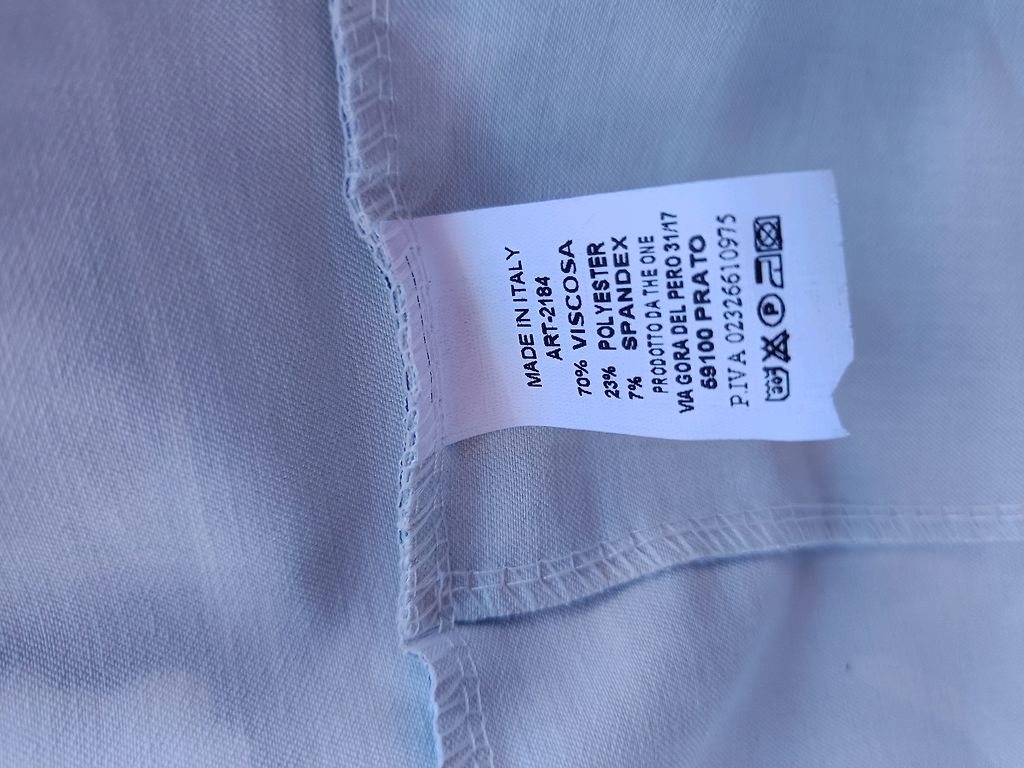 MADE IN ITALY
ART-2184
70% VISCOSA
23% POLYESTER
7% SPANDEX
PRODOTTO DA THE ONE
VIA GORA DEL PERO 31/17
59100 PRATO
P.IVA 02326610975
30°
P